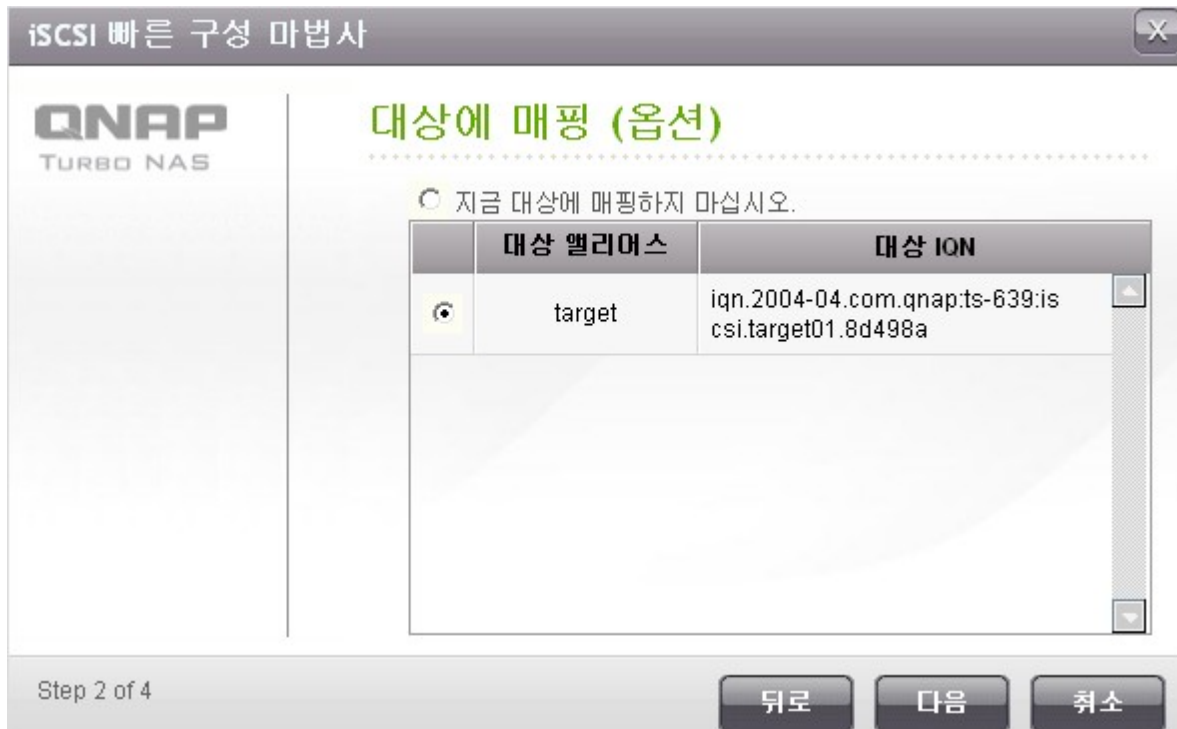 iSCSI 빠른 구성 마법사
QNAP
TURBO NAS
대상에 매핑 (옵션)
지금 대상에 매핑하지 마십시오.
대상 앨리어스 대상 IQN
target iqn.2004-04.com.qnap:ts-639:is
csi.target01.8d498a
Step 2 of 4
뒤로 다음 취소